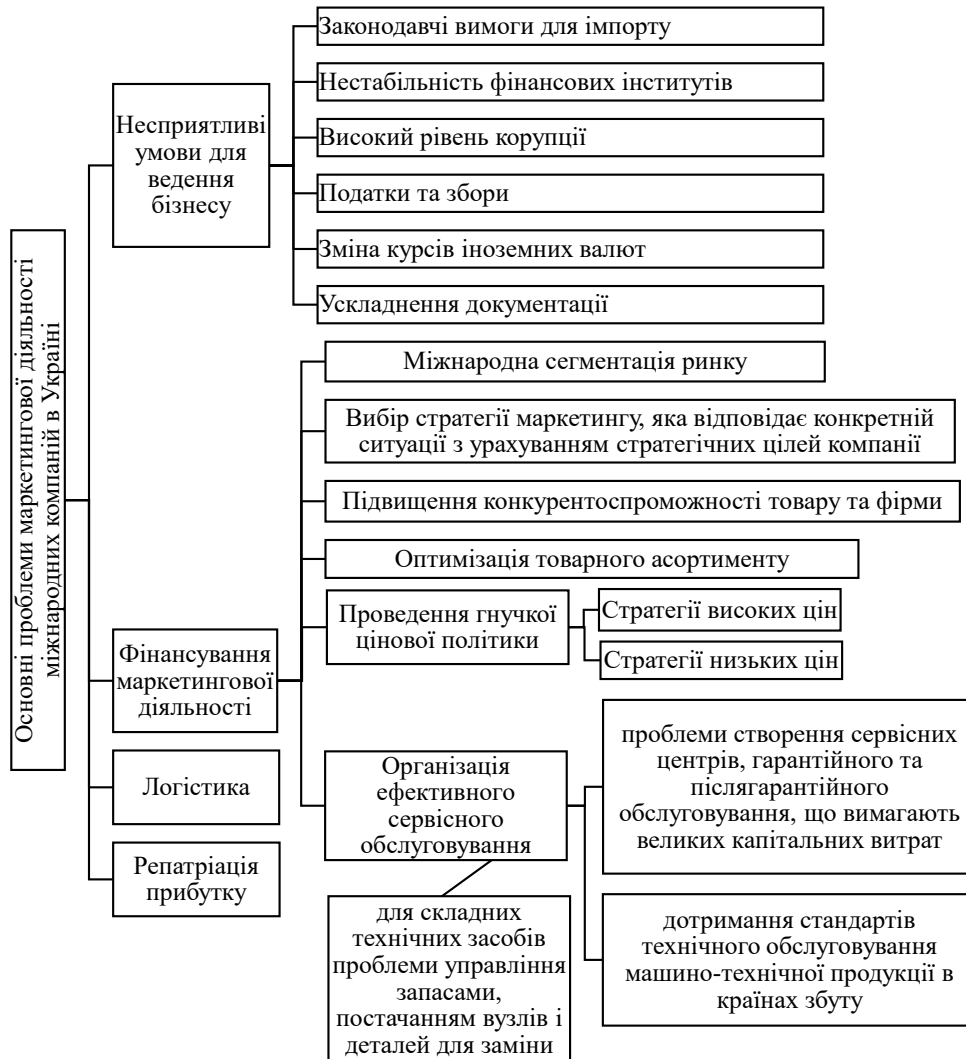 Основні проблеми маркетингової діяльності
міжнародних компаній в Україні
Несприятливі
умови для
ведення
бізнесу
Законодавчі вимоги для імпорту
Нестабільність фінансових інститутів
Високий рівень корупції
Податки та збори
Зміна курсів іноземних валют
Ускладнення документації
Фінансування
маркетингової
діяльності
Міжнародна сегментація ринку
Вибір стратегії маркетингу, яка відповідає конкретній
ситуації з урахуванням стратегічних цілей компанії
Підвищення конкурентоспроможності товару та фірми
Оптимізація товарного асортименту
Проведення гнучкої
цінової політики
Стратегії високих цін
Стратегії низьких цін
Організація
ефективного
сервісного
обслуговування
проблеми створення сервісних
центрів, гарантійного та
післягарантійного
обслуговування, що вимагають
великих капітальних витрат
дотримання стандартів
технічного обслуговування
машино-технічної продукції в
країнах збуту
для складних
технічних засобів
проблеми управління
запасами,
постачанням вузлів і
деталей для заміни
Логістика
Репатріація
прибутку